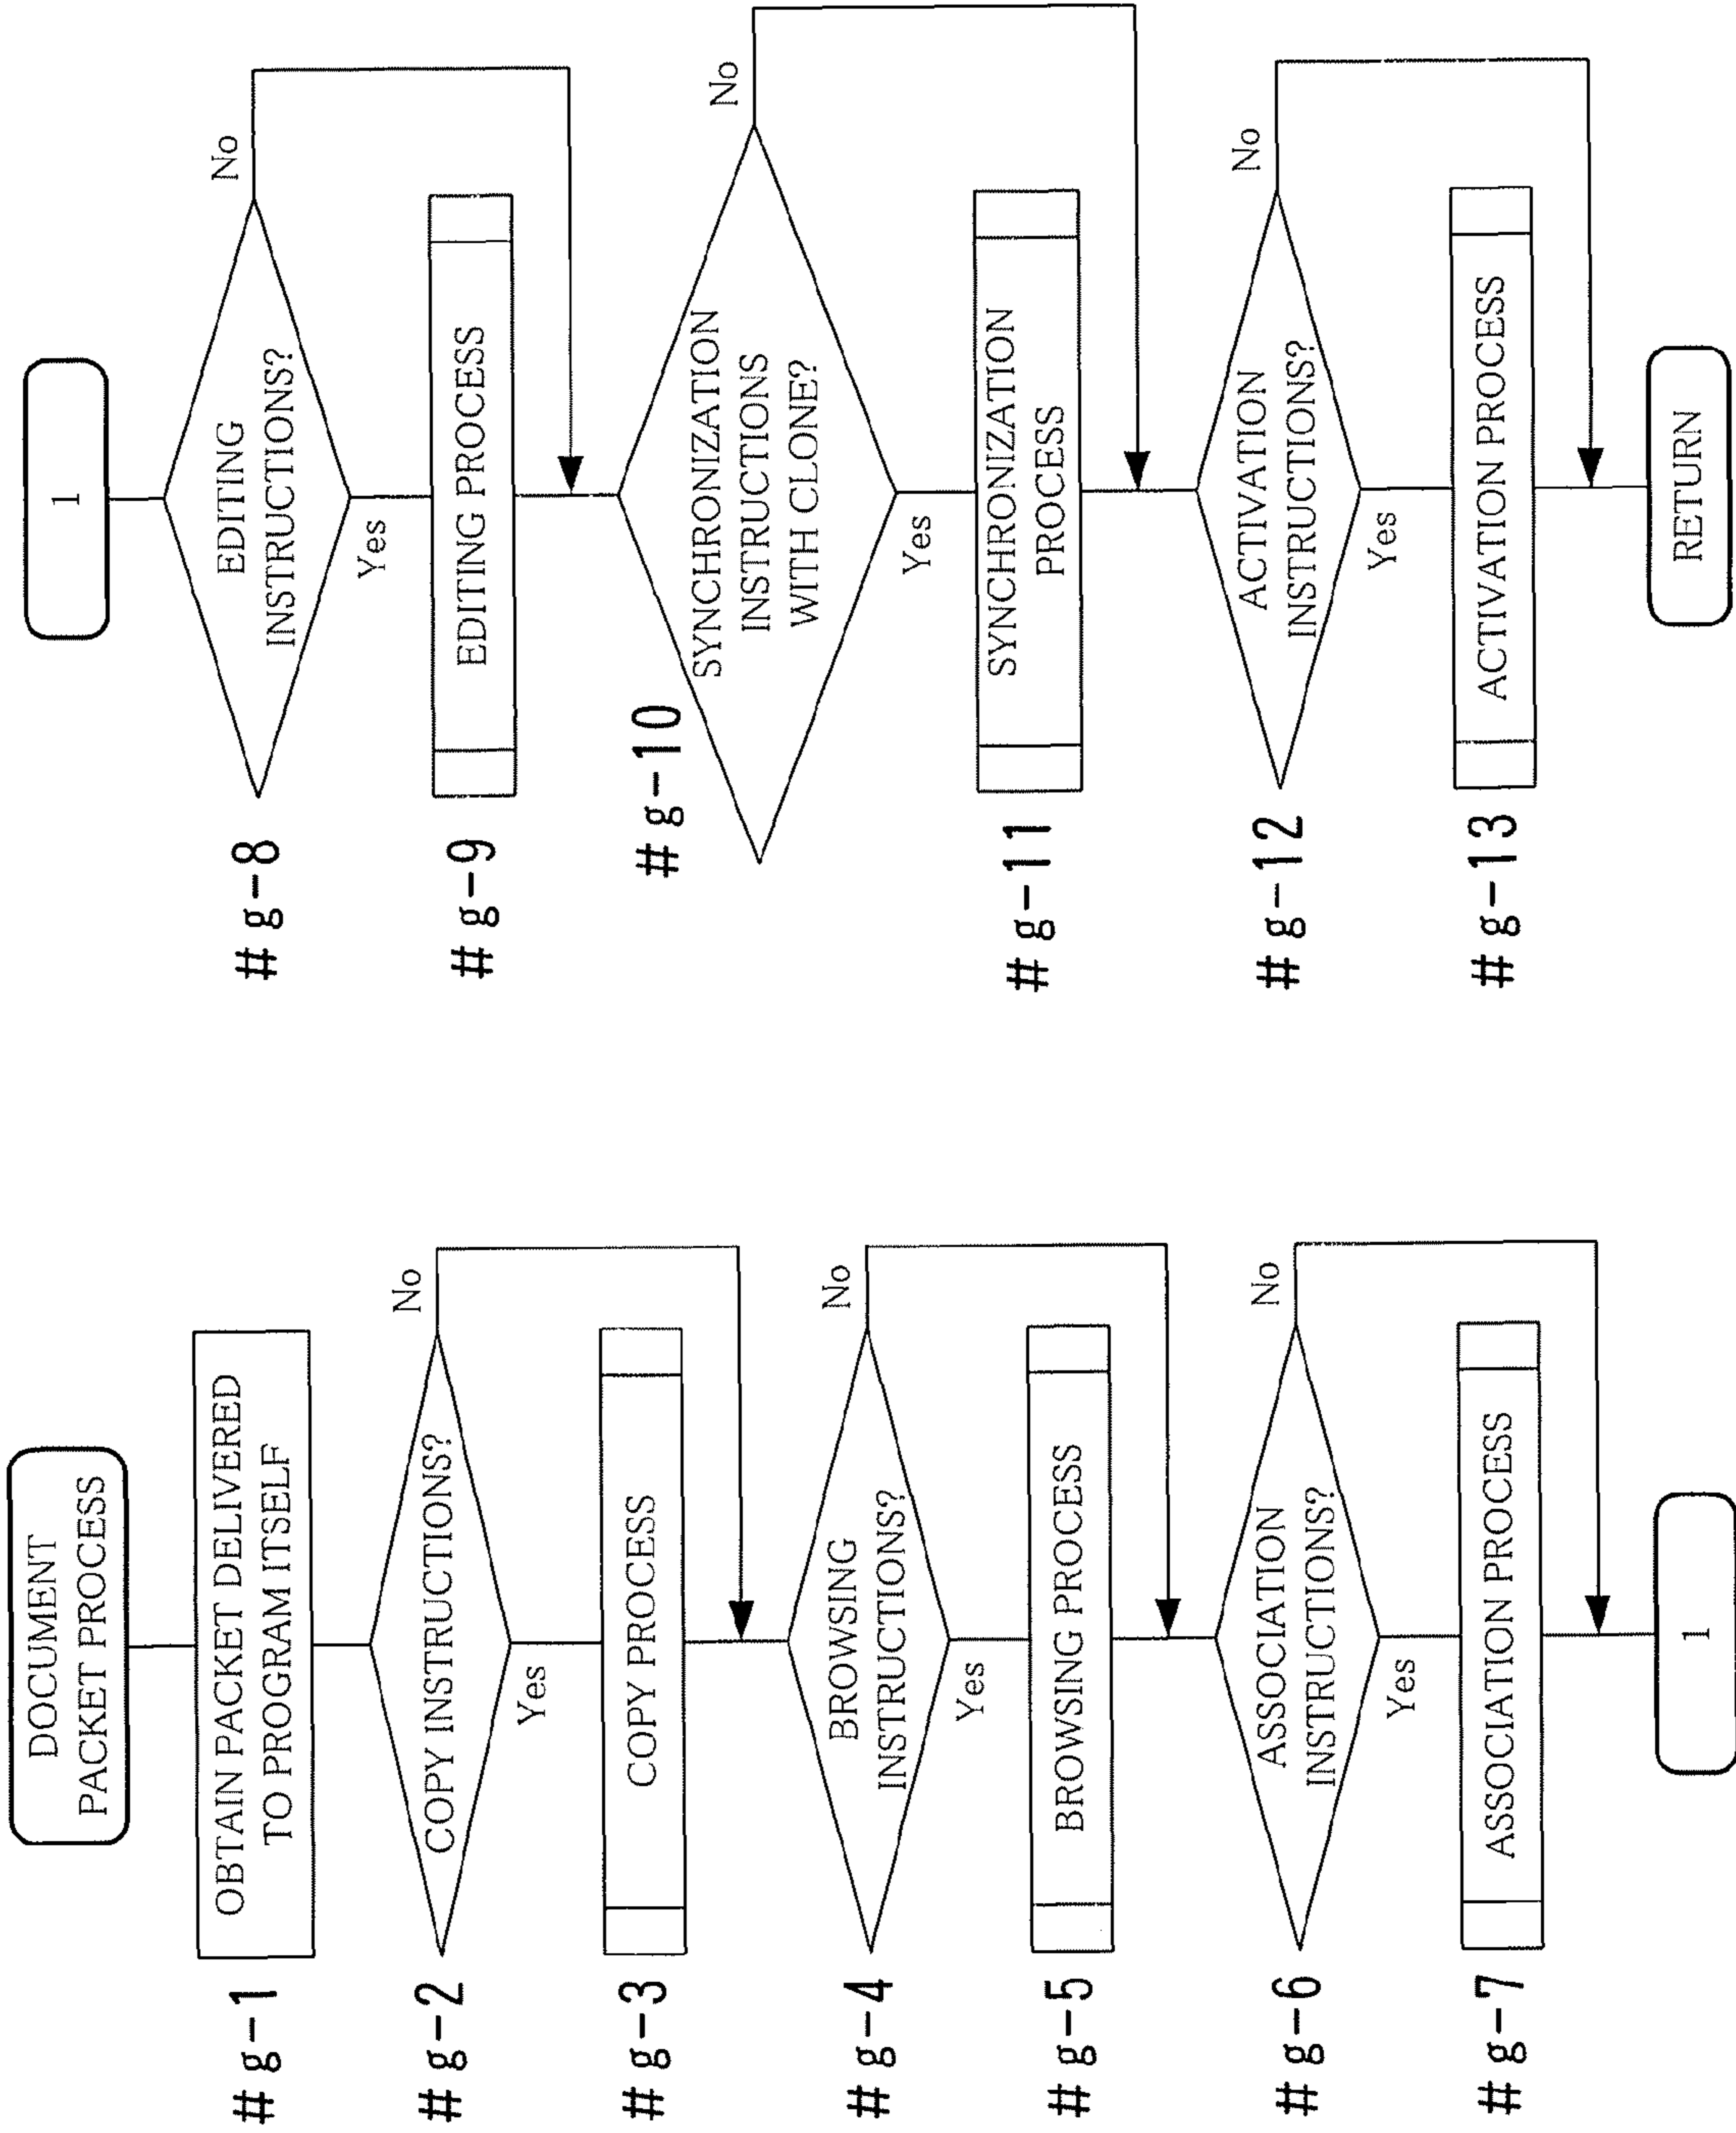 DOCUMENT
PACKET PROCESS
#g-1
OBTAIN PACKET DELIVERED
TO PROGRAM ITSELF
#g-2
COPY INSTRUCTIONS?
No
Yes
#g-3
COPY PROCESS
#g-4
BROWSING
INSTRUCTIONS?
No
Yes
#g-5
BROWSING PROCESS
#g-6
ASSOCIATION
INSTRUCTIONS?
No
Yes
#g-7
ASSOCIATION PROCESS
1
1
#g-8
EDITING
INSTRUCTIONS?
No
Yes
#g-9
EDITING PROCESS
#g-10
SYNCHRONIZATION
INSTRUCTIONS
WITH CLONE?
No
Yes
#g-11
SYNCHRONIZATION
PROCESS
#g-12
ACTIVATION
INSTRUCTIONS?
No
Yes
#g-13
ACTIVATION PROCESS
RETURN